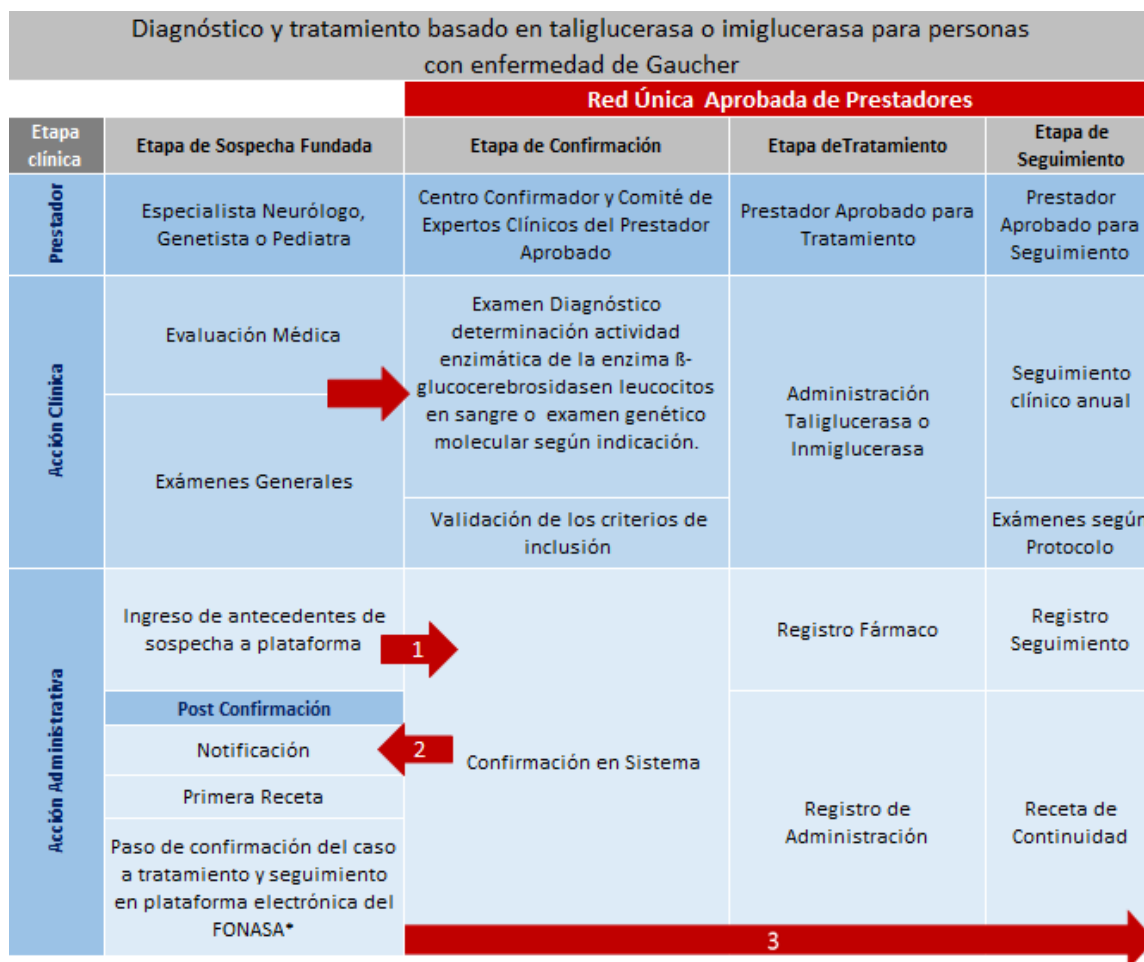 Diagnóstico y tratamiento basado en taliglucerasa o imiglucerasa para personas
con enfermedad de Gaucher
Red Única Aprobada de Prestadores
Etapa
clínica
Etapa de Sospecha Fundada
Etapa de Confirmación
Etapa deTratamiento
Etapa de
Seguimiento
Prestador
Especialista Neurólogo,
Genetista o Pediatra
Centro Confirmador y Comité de
Expertos Clínicos del Prestador
Aprobado
Prestador Aprobado para
Tratamiento
Prestador
Aprobado para
Seguimiento
Acción Clínica
Evaluación Médica
Exámenes Generales
Examen Diagnóstico
determinación actividad
enzimática de la enzima ß-
glucocerebrosidasen leucocitos
en sangre o examen genético
molecular según indicación.
Validación de los criterios de
inclusión
Administración
Taliglucerasa o
Inmiglucerasa
Seguimiento
clínico anual
Exámenes según
Protocolo
Acción Administrativa
Ingreso de antecedentes de
sospecha a plataforma
1
Post Confirmación
Notificación
2
Primera Receta
Paso de confirmación del caso
a tratamiento y seguimiento
en plataforma electrónica del
FONASA*
Confirmación en Sistema
Registro Fármaco
Registro de
Administración
Registro
Seguimiento
Receta de
Continuidad
3